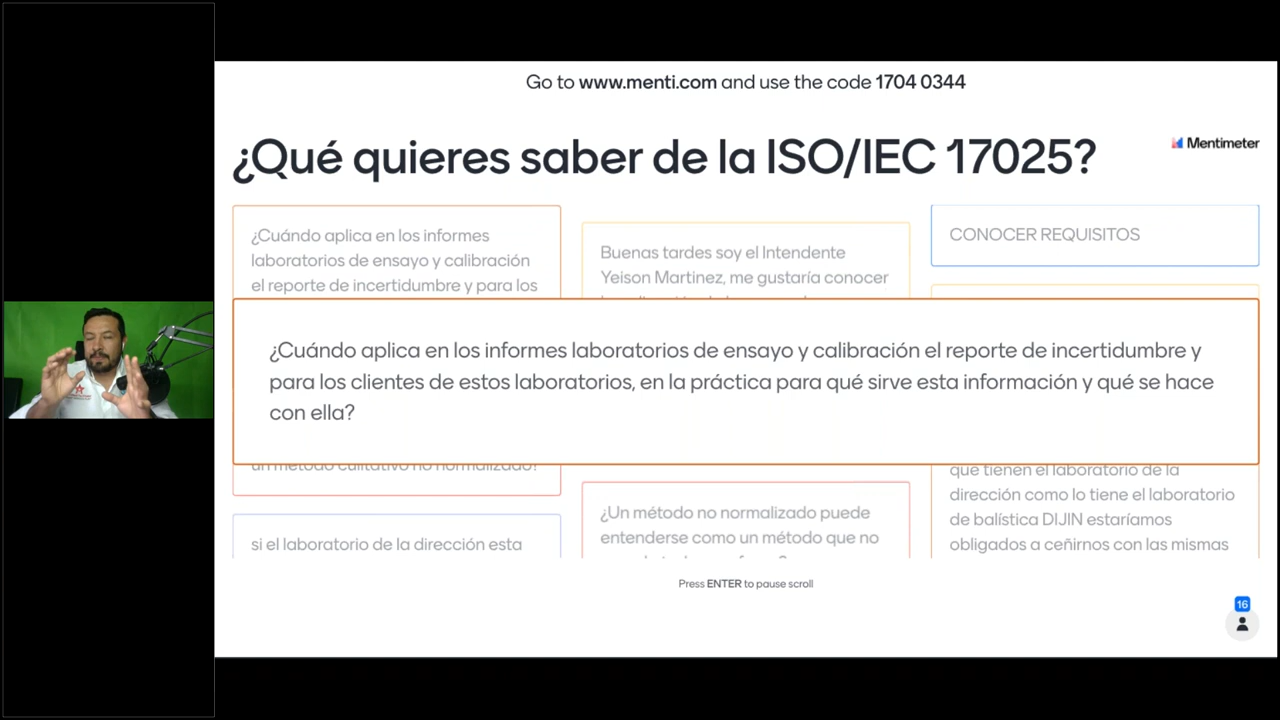 Go to www.menti.com and use the code 1704 0344
¿Qué quieres saber de la ISO/IEC 17025?
Mentimeter
¿Cuándo aplica en los informes
laboratorios de ensayo y calibración
el reporte de incertidumbre y para los
Buenas tardes soy el Intendente
Yeison Martinez, me gustaría conocer
CONOCER REQUISITOS
¿Cuándo aplica en los informes laboratorios de ensayo y calibración el reporte de incertidumbre y
para los clientes de estos laboratorios, en la práctica para qué sirve esta información y qué se hace
con ella?
un método culitativo no normalizado?
si el laboratorio de la dirección esta
¿Un método no normalizado puede
entenderse como un método que no
que tienen el laboratorio de la
dirección como lo tiene el laboratorio
de balística DIJIN estaríamos
obligados a ceñirnos con las mismas
Press ENTER to pause scroll
16